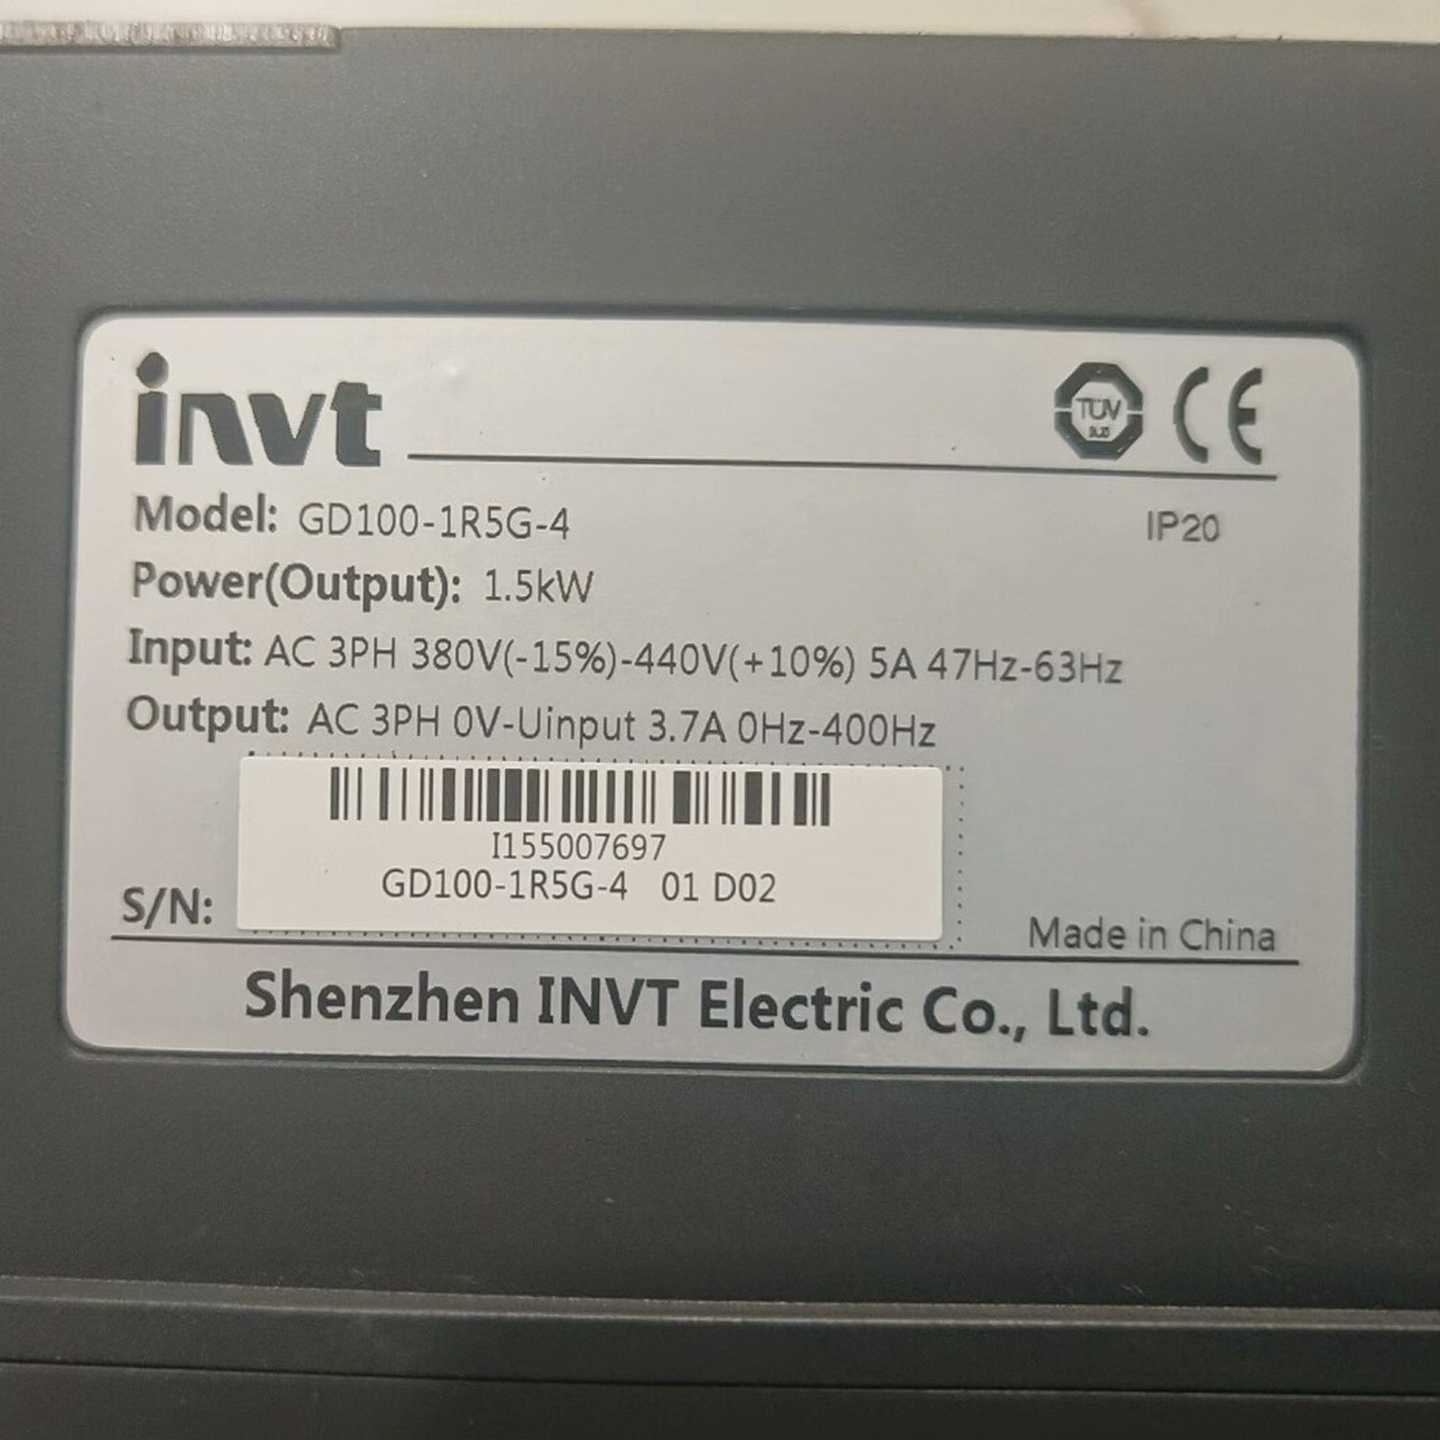 invt TÜV SÜD CE
Model: GD100-1R5G-4 IP20
Power(Output): 1.5kW
Input: AC 3PH 380V(-15%)-440V(+10%) 5A 47Hz-63Hz
Output: AC 3PH 0V-Uinput 3.7A 0Hz-400Hz
I155007697
GD100-1R5G-4 01 D02
S/N:
Made in China
Shenzhen INVT Electric Co., Ltd.